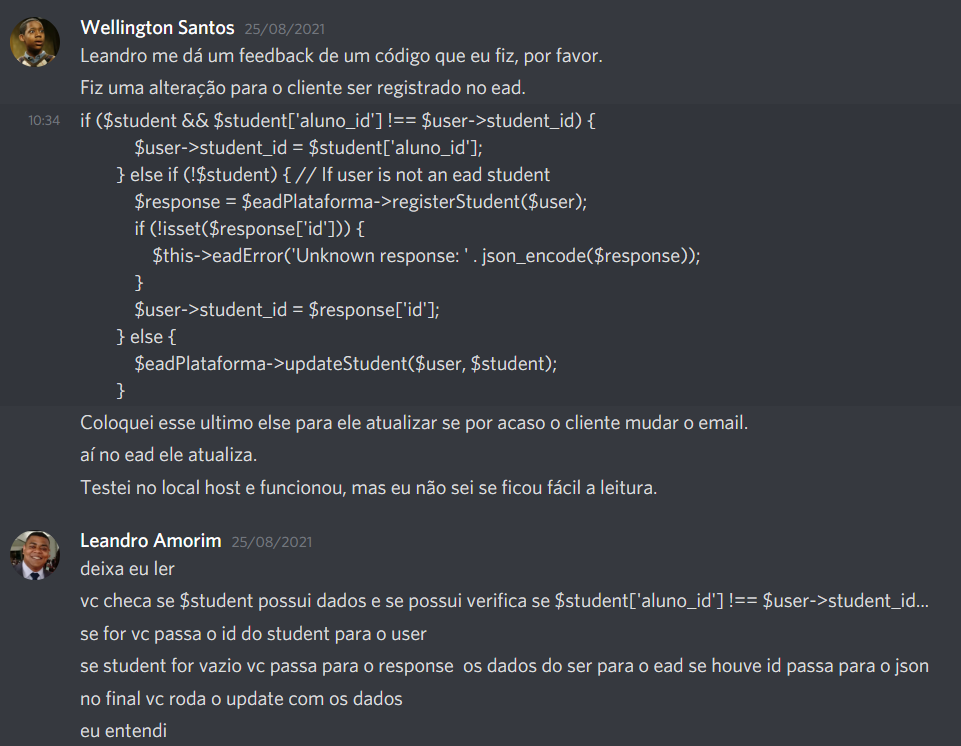 Wellington Santos 25/08/2021
Leandro me dá um feedback de um código que eu fiz, por favor.
Fiz uma alteração para o cliente ser registrado no ead.
10:34 if ($student && $student['aluno_id'] !== $user->student_id) {
$user->student_id = $student['aluno_id'];
} else if (!$student) { // If user is not an ead student
$response = $eadPlataforma->registerStudent($user);
if (!isset($response['id'])) {
$this->eadError('Unknown response: ' . json_encode($response));
}
$user->student_id = $response['id'];
} else {
$eadPlataforma->updateStudent($user, $student);
}
Coloquei esse ultimo else para ele atualizar se por acaso o cliente mudar o email.
aí no ead ele atualiza.
Testei no local host e funcionou, mas eu não sei se ficou fácil a leitura.
Leandro Amorim 25/08/2021
deixa eu ler
vc checa se $student possui dados e se possui verifica se $student['aluno_id'] !== $user->student_id...
se for vc passa o id do student para o user
se student for vazio vc passa para o response os dados do ser para o ead se houve id passa para o json
no final vc roda o update com os dados
eu entendi